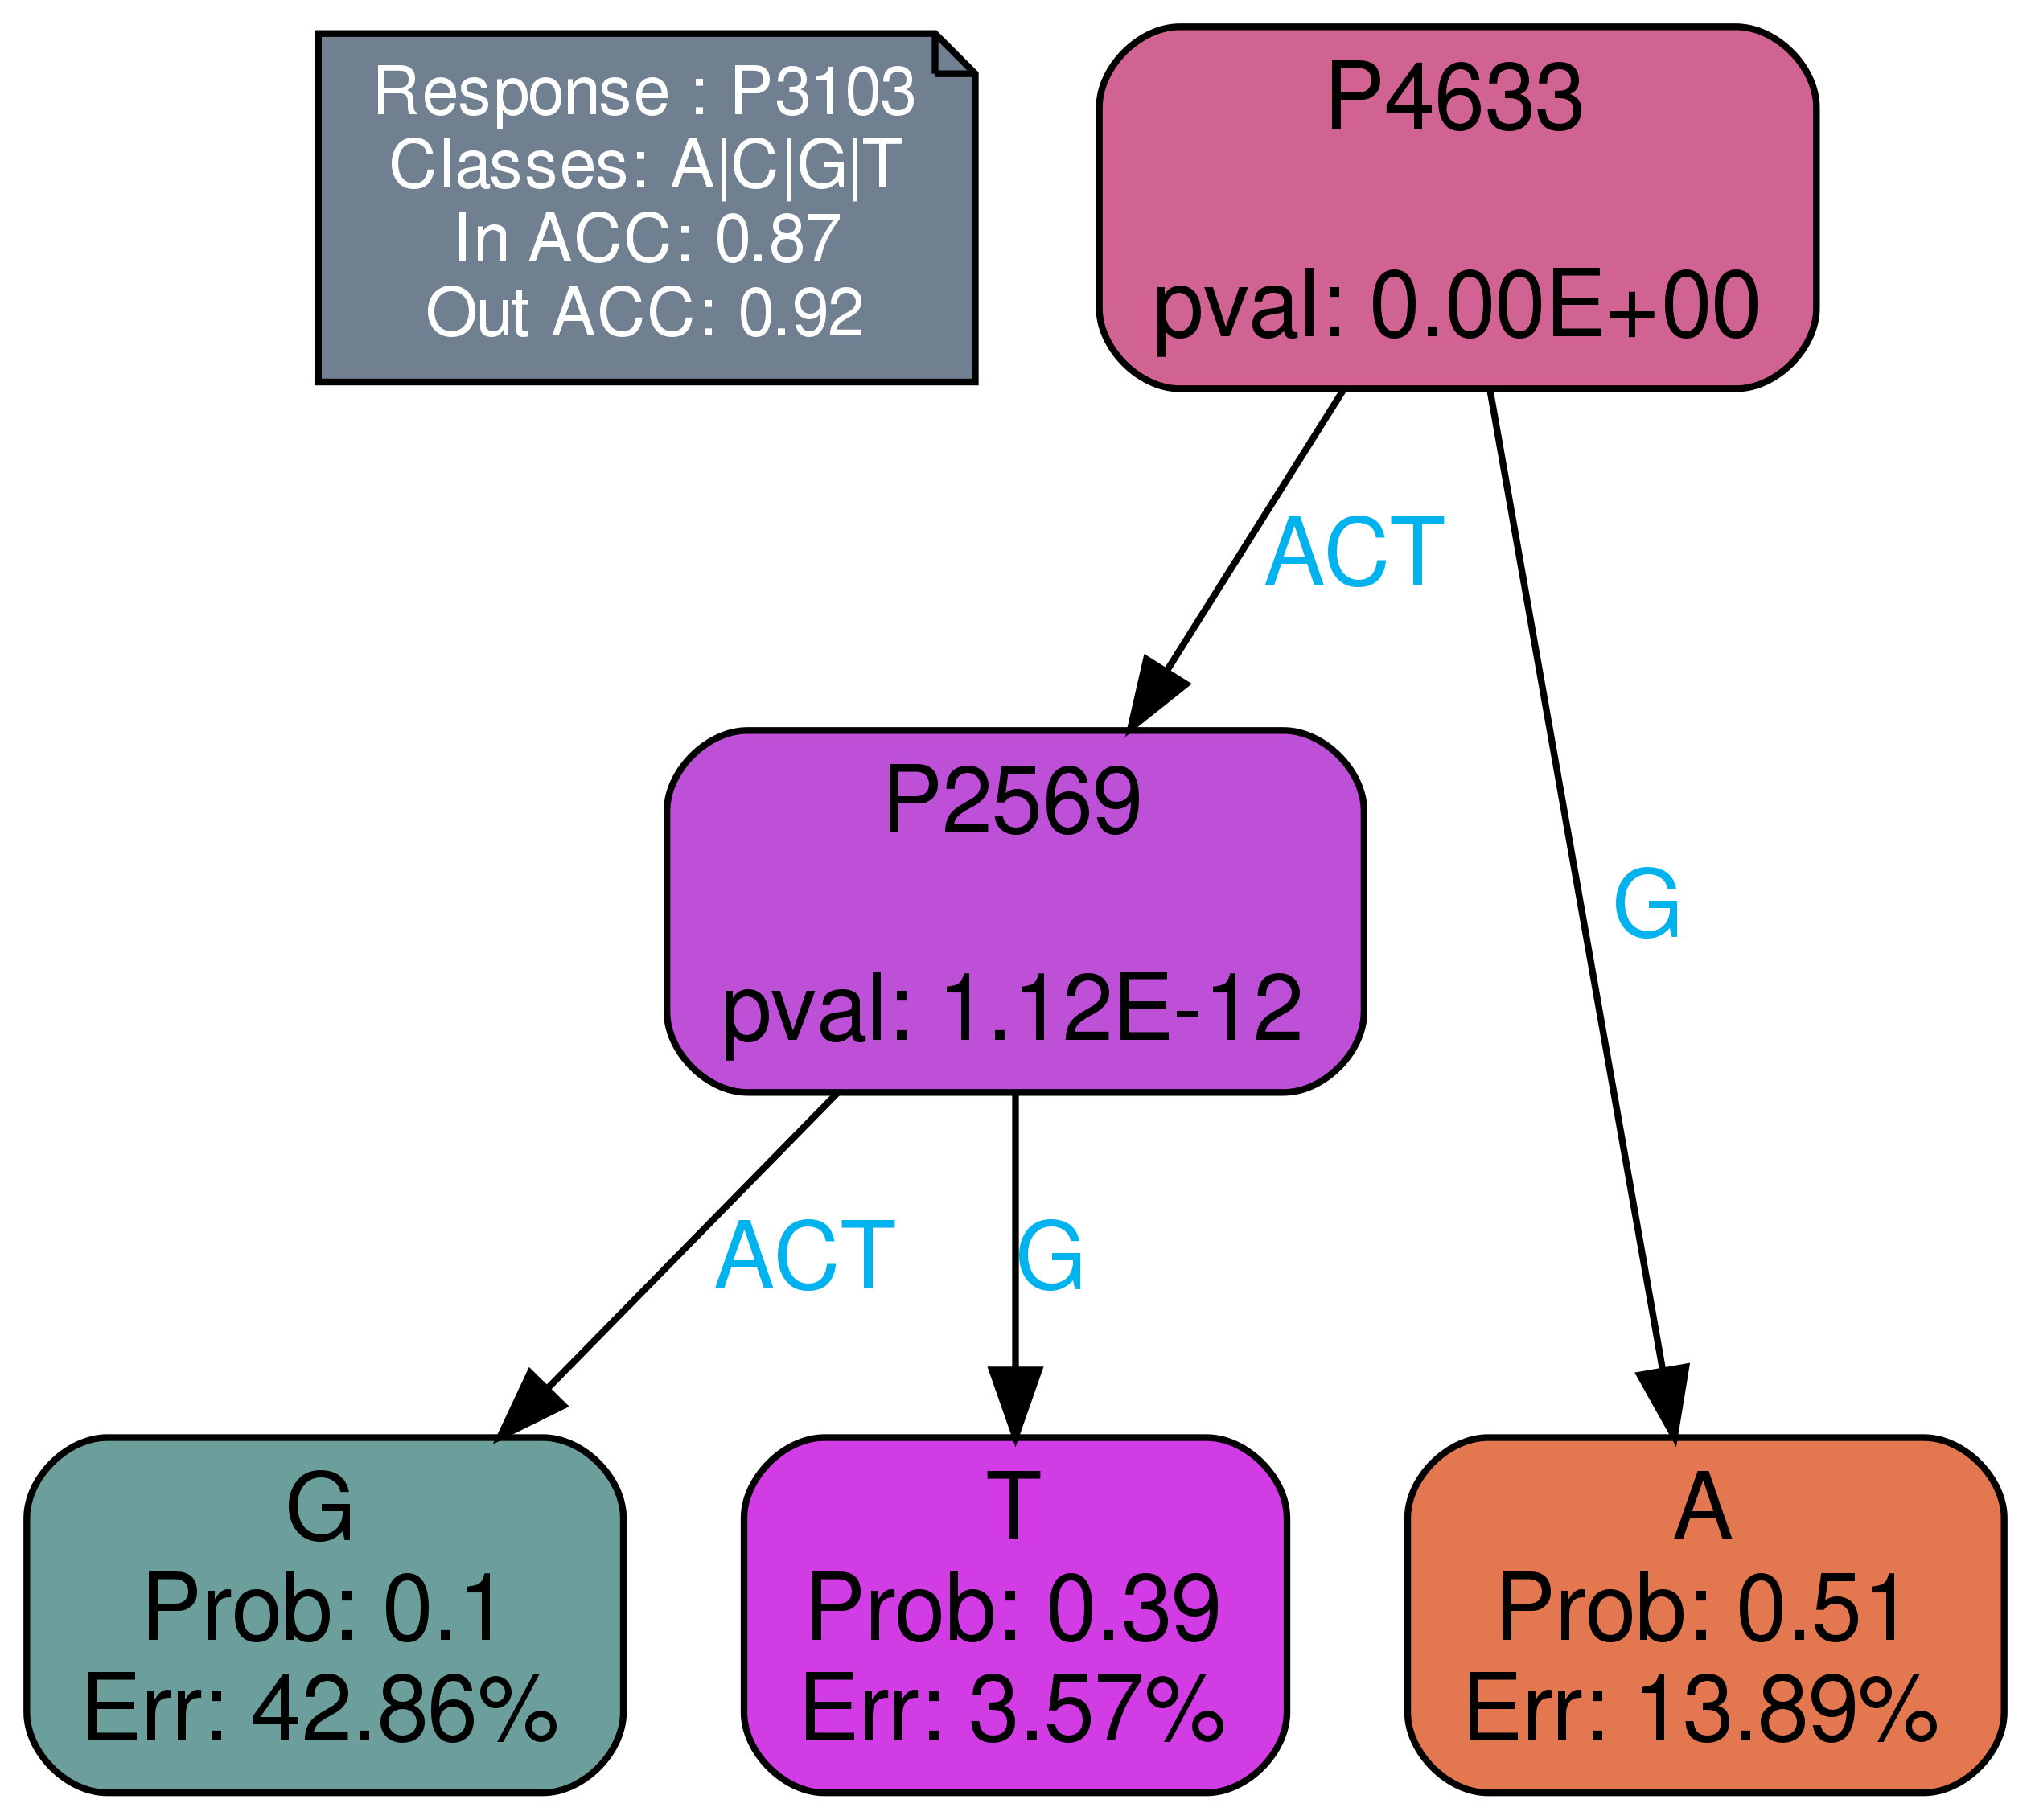 Response : P3103
Classes: A|C|G|T
In ACC: 0.87
Out ACC: 0.92
P4633
pval: 0.00E+00
ACT
P2569
pval: 1.12E-12
G
ACT
G
G
Prob: 0.1
Err: 42.86%
T
Prob: 0.39
Err: 3.57%
A
Prob: 0.51
Err: 13.89%